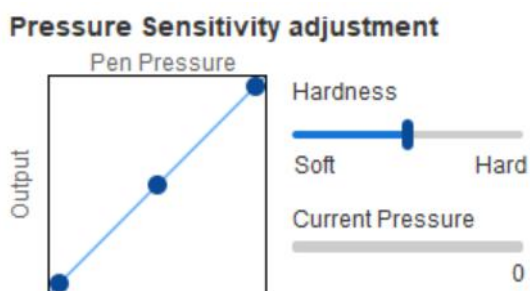 Pressure Sensitivity adjustment
Pen Pressure
Output
Hardness
Soft
Hard
Current Pressure
0